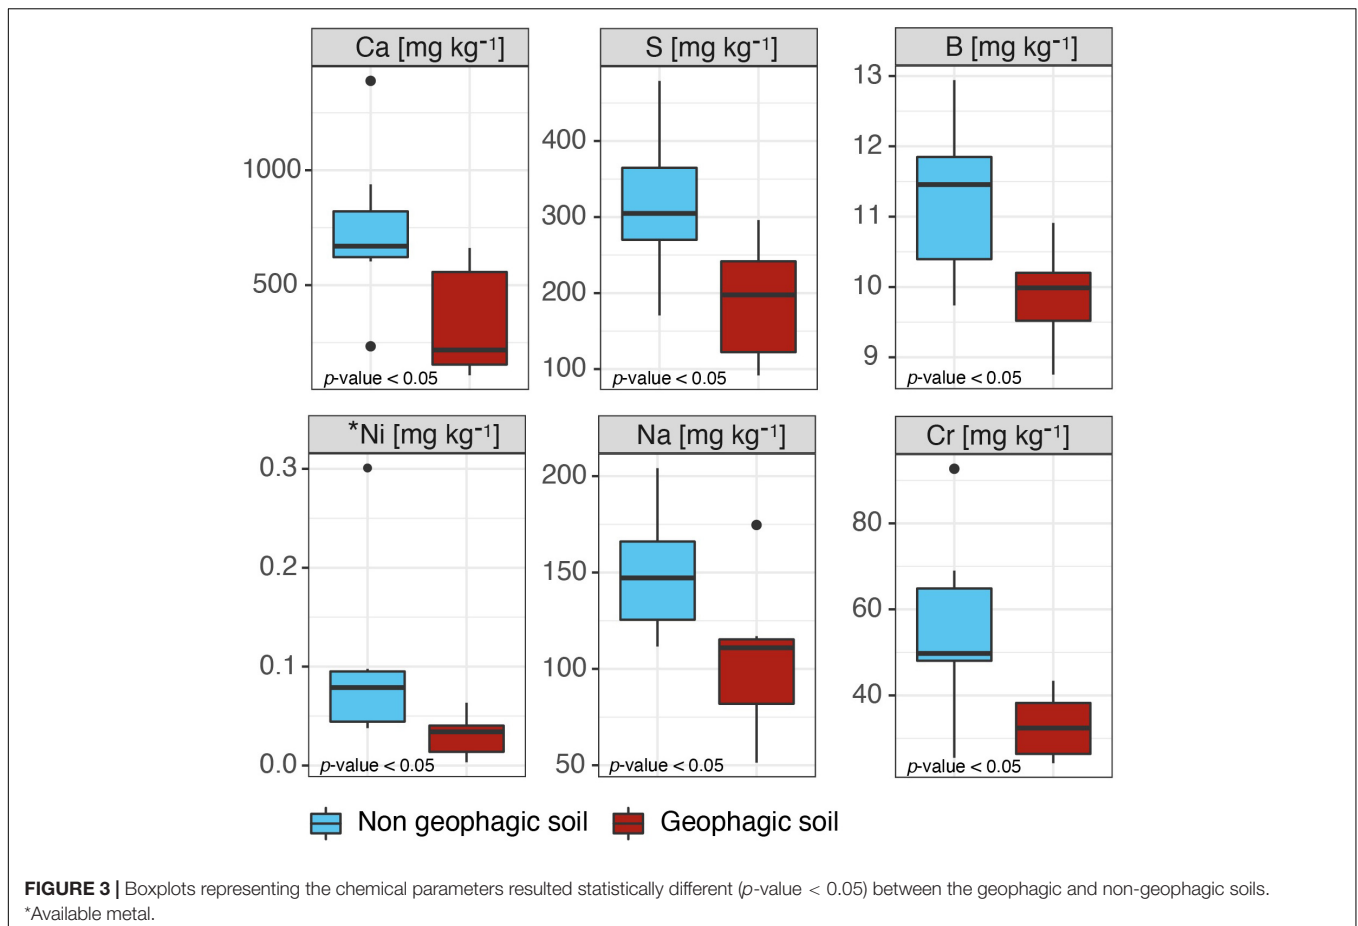 Ca [mg kg⁻¹]
1000
500
p-value < 0.05
S [mg kg⁻¹]
400
300
200
100
p-value < 0.05
B [mg kg⁻¹]
13
12
11
10
9
p-value < 0.05
*Ni [mg kg⁻¹]
0.3
0.2
0.1
0.0
p-value < 0.05
Na [mg kg⁻¹]
200
150
100
50
p-value < 0.05
Cr [mg kg⁻¹]
80
60
40
p-value < 0.05
Non geophagic soil Geophagic soil
FIGURE 3 | Boxplots representing the chemical parameters resulted statistically different (p-value < 0.05) between the geophagic and non-geophagic soils.
*Available metal.